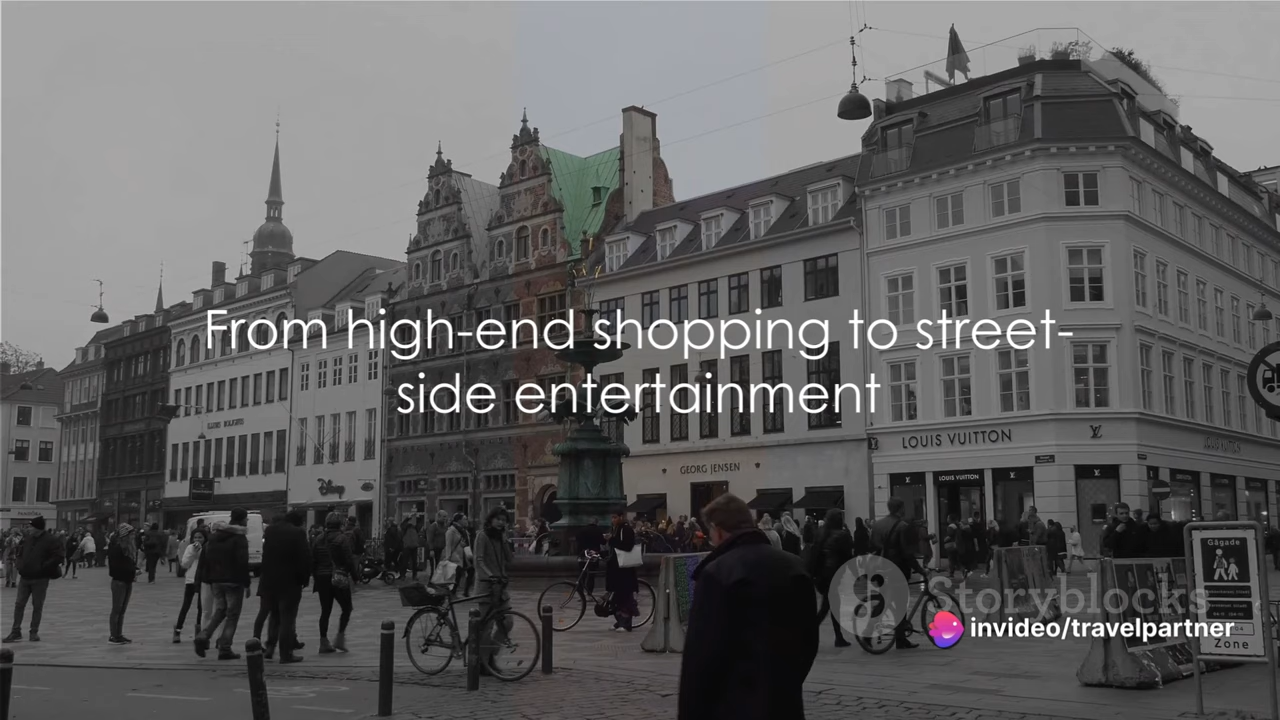 From high-end shopping to street-
side entertainment
LOUIS VUITTON
GEORG JENSEN
LOUIS VUITTON
Disney
Gågade
Zone
Storyblocks
invideo/travelpartner